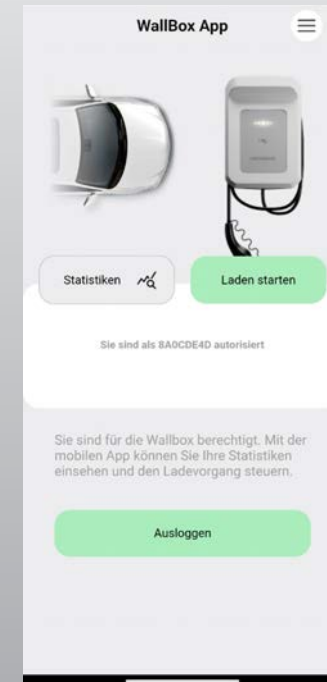 WallBox App
Statistiken
Laden starten
Sie sind als 8A0CDE4D autorisiert
Sie sind für die Wallbox berechtigt. Mit der
mobilen App können Sie Ihre Statistiken
einsehen und den Ladevorgang steuern.
Ausloggen